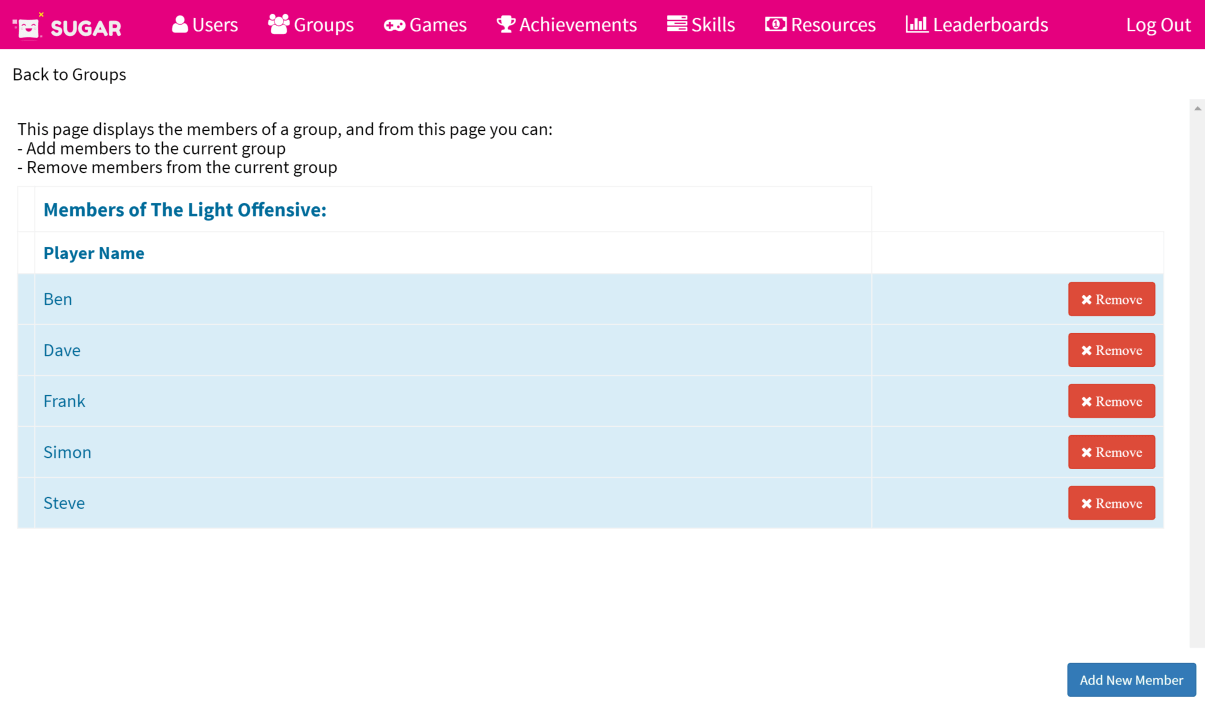 SUGAR Users Groups Games Achievements Skills Resources Leaderboards Log Out
Back to Groups
This page displays the members of a group, and from this page you can:
- Add members to the current group
- Remove members from the current group
Members of The Light Offensive:
Player Name
Ben Remove
Dave Remove
Frank Remove
Simon Remove
Steve Remove
Add New Member